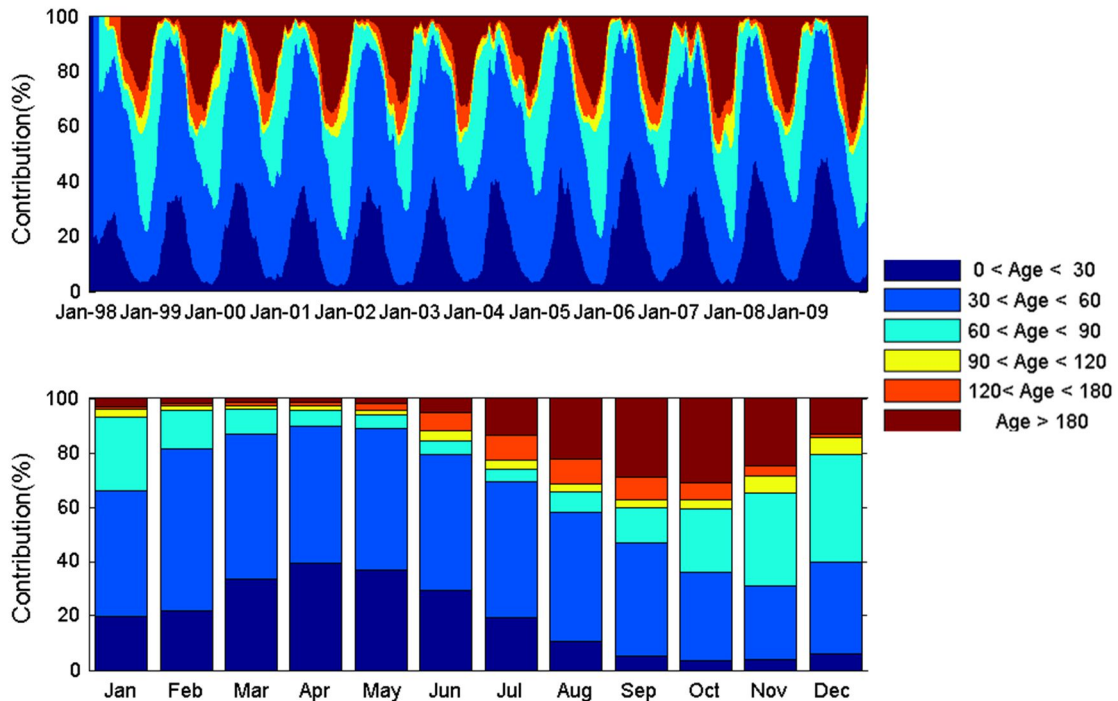 100
80
60
40
20
0
Contribution(%)
Jan-98 Jan-99 Jan-00 Jan-01 Jan-02 Jan-03 Jan-04 Jan-05 Jan-06 Jan-07 Jan-08 Jan-09
0 < Age < 30
30 < Age < 60
60 < Age < 90
90 < Age < 120
120< Age < 180
Age > 180
100
80
60
40
20
0
Contribution(%)
Jan Feb Mar Apr May Jun Jul Aug Sep Oct Nov Dec